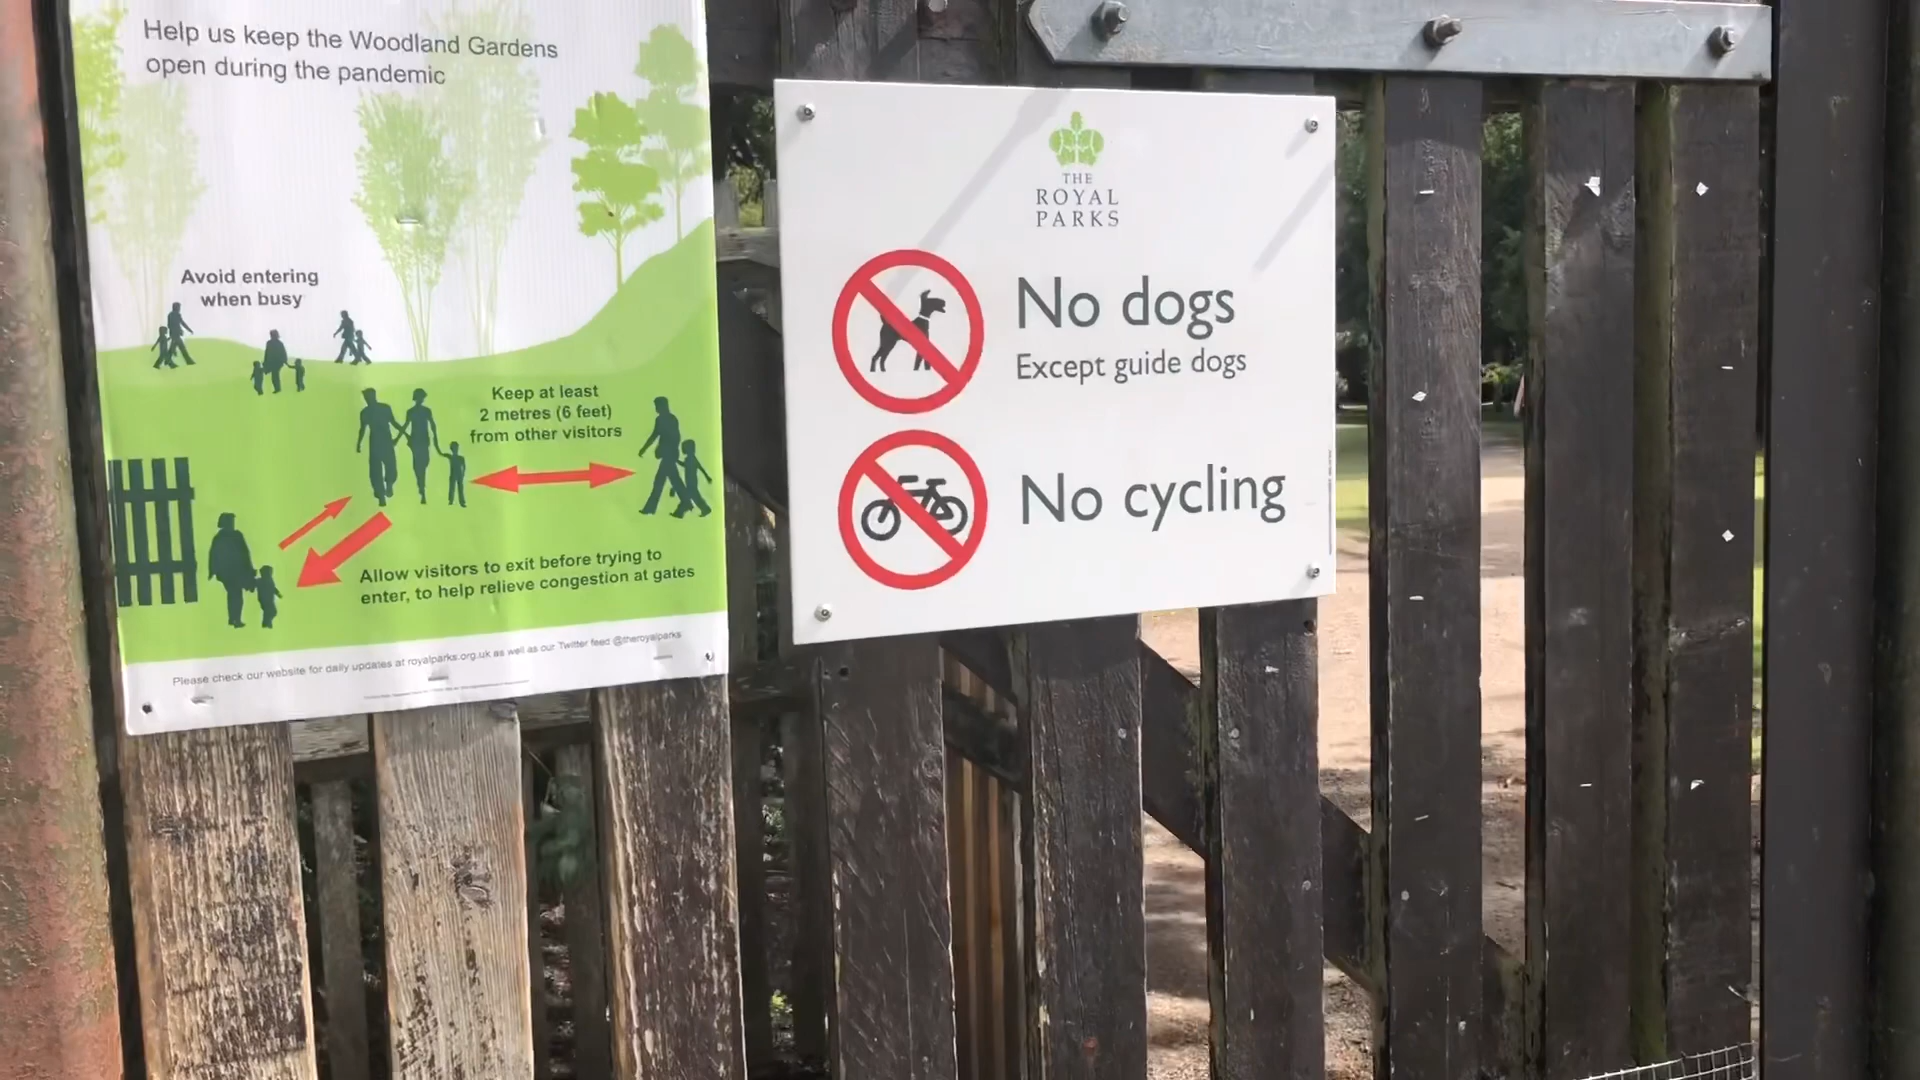 Help us keep the Woodland Gardens
open during the pandemic
Avoid entering
when busy
Keep at least
2 metres (6 feet)
from other visitors
Allow visitors to exit before trying to
enter, to help relieve congestion at gates
Please check our website for daily updates at royalparks.org.uk as well as our Twitter feed @theroyalparks
THE
ROYAL
PARKS
No dogs
Except guide dogs
No cycling